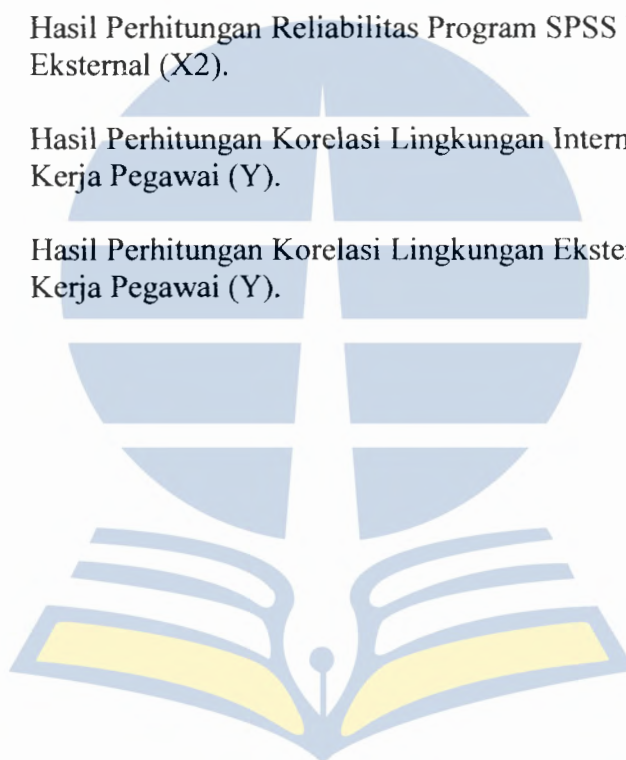 Hasil Perhitungan Reliabilitas Program SPSS
Eksternal (X2).
Hasil Perhitungan Korelasi Lingkungan Intern
Kerja Pegawai (Y).
Hasil Perhitungan Korelasi Lingkungan Ekste
Kerja Pegawai (Y).